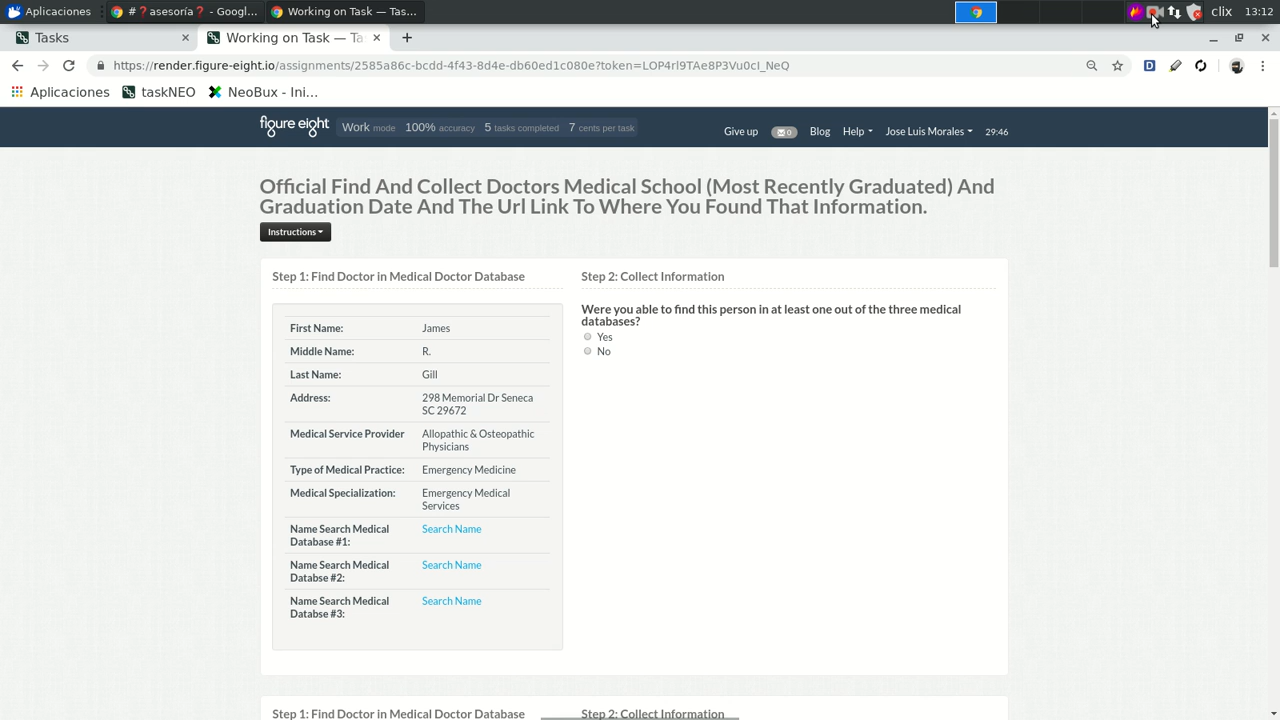 Aplicaciones
#❓asesoría❓ - Googl...
Working on Task — Tas...
clix
13:12
Tasks
Working on Task — Ta
https://render.figure-eight.io/assignments/2585a86c-bcdd-4f43-8d4e-db60ed1c080e?token=LOP4rl9TAe8P3Vu0cI_NeQ
Aplicaciones
taskNEO
NeoBux - Ini...
figure eight
Work mode 100% accuracy 5 tasks completed 7 cents per task
Give up
0
Blog
Help
Jose Luis Morales
29:46
Official Find And Collect Doctors Medical School (Most Recently Graduated) And
Graduation Date And The Url Link To Where You Found That Information.
Instructions
Step 1: Find Doctor in Medical Doctor Database
First Name: James
Middle Name: R.
Last Name: Gill
Address: 298 Memorial Dr Seneca
SC 29672
Medical Service Provider Allopathic & Osteopathic
Physicians
Type of Medical Practice: Emergency Medicine
Medical Specialization: Emergency Medical
Services
Name Search Medical Search Name
Database #1:
Name Search Medical Search Name
Databse #2:
Name Search Medical Search Name
Databse #3:
Step 2: Collect Information
Were you able to find this person in at least one out of the three medical
databases?
Yes
No
Step 1: Find Doctor in Medical Doctor Database
Step 2: Collect Information